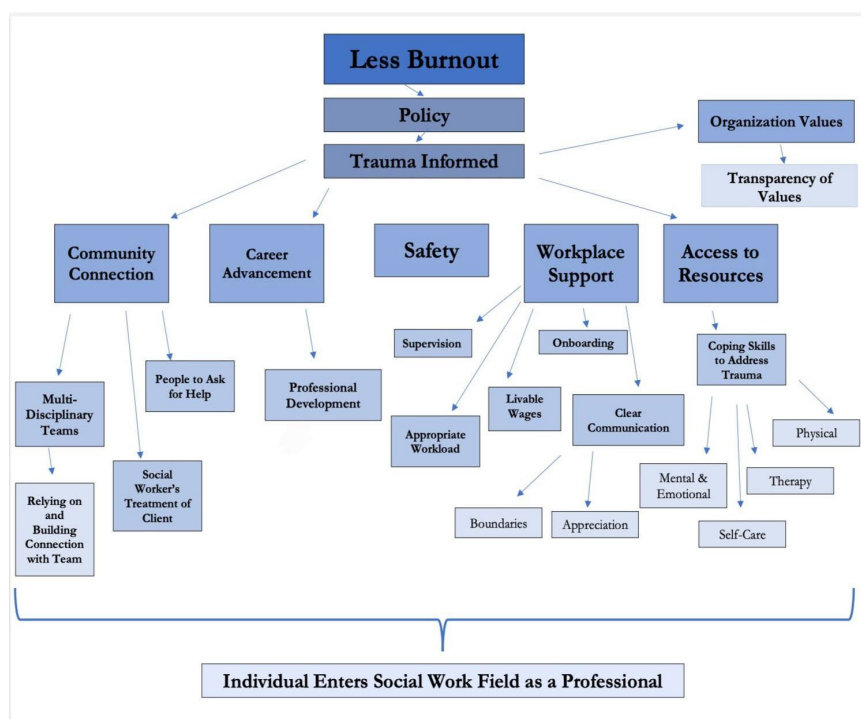 Less Burnout
Policy
Trauma Informed
Organization Values
Transparency of
Values
Community
Connection
Career
Advancement
Safety
Workplace
Support
Access to
Resources
Supervision
Onboarding
Coping Skills
to Address
Trauma
People to Ask
for Help
Multi-
Disciplinary
Teams
Professional
Development
Livable
Wages
Clear
Communication
Appropriate
Workload
Physical
Social
Worker's
Treatment of
Client
Mental &
Emotional
Therapy
Relying on
and
Building
Connection
with Team
Boundaries
Appreciation
Self-Care
Individual Enters Social Work Field as a Professional